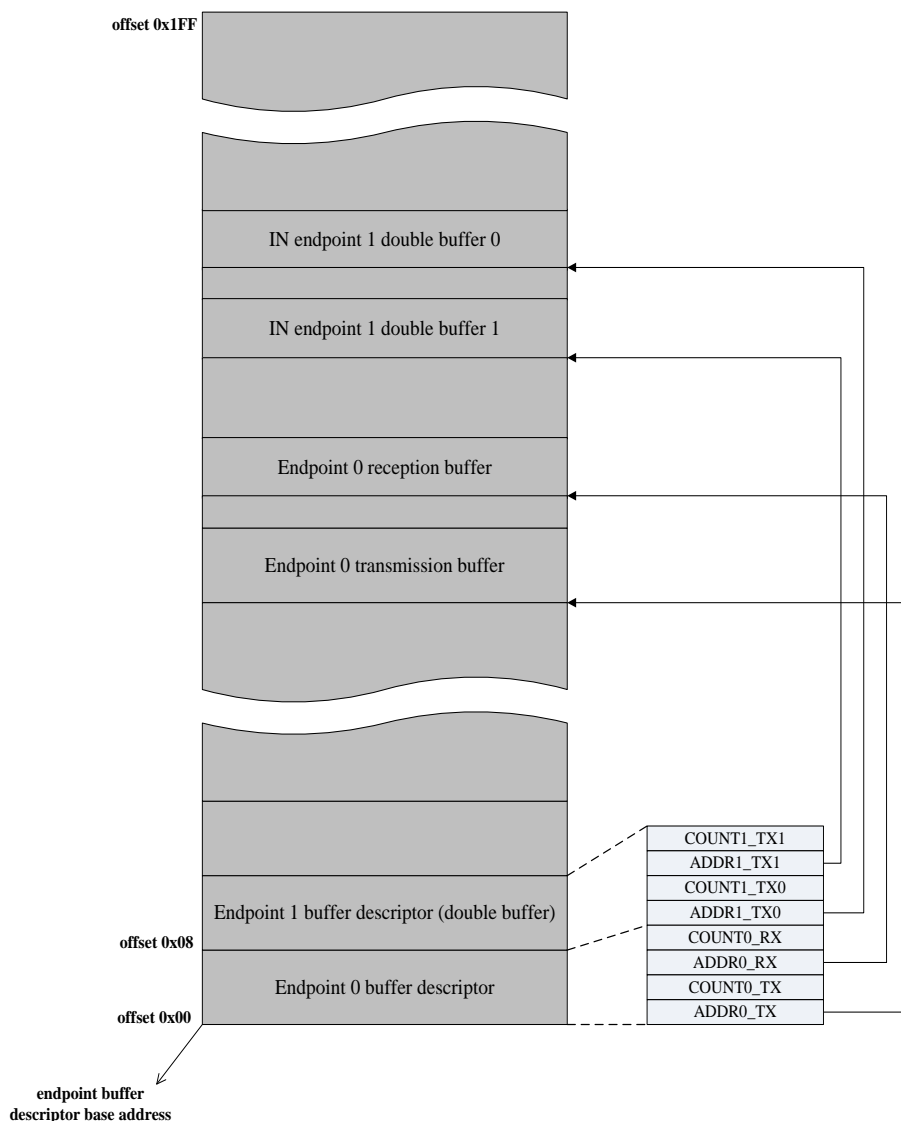 offset 0x1FF
IN endpoint 1 double buffer 0
IN endpoint 1 double buffer 1
Endpoint 0 reception buffer
Endpoint 0 transmission buffer
COUNT1_TX1
ADDR1_TX1
COUNT1_TX0
Endpoint 1 buffer descriptor (double buffer)
ADDR1_TX0
COUNT0_RX
offset 0x08
ADDR0_RX
Endpoint 0 buffer descriptor
COUNT0_TX
ADDR0_TX
offset 0x00
endpoint buffer
descriptor base address